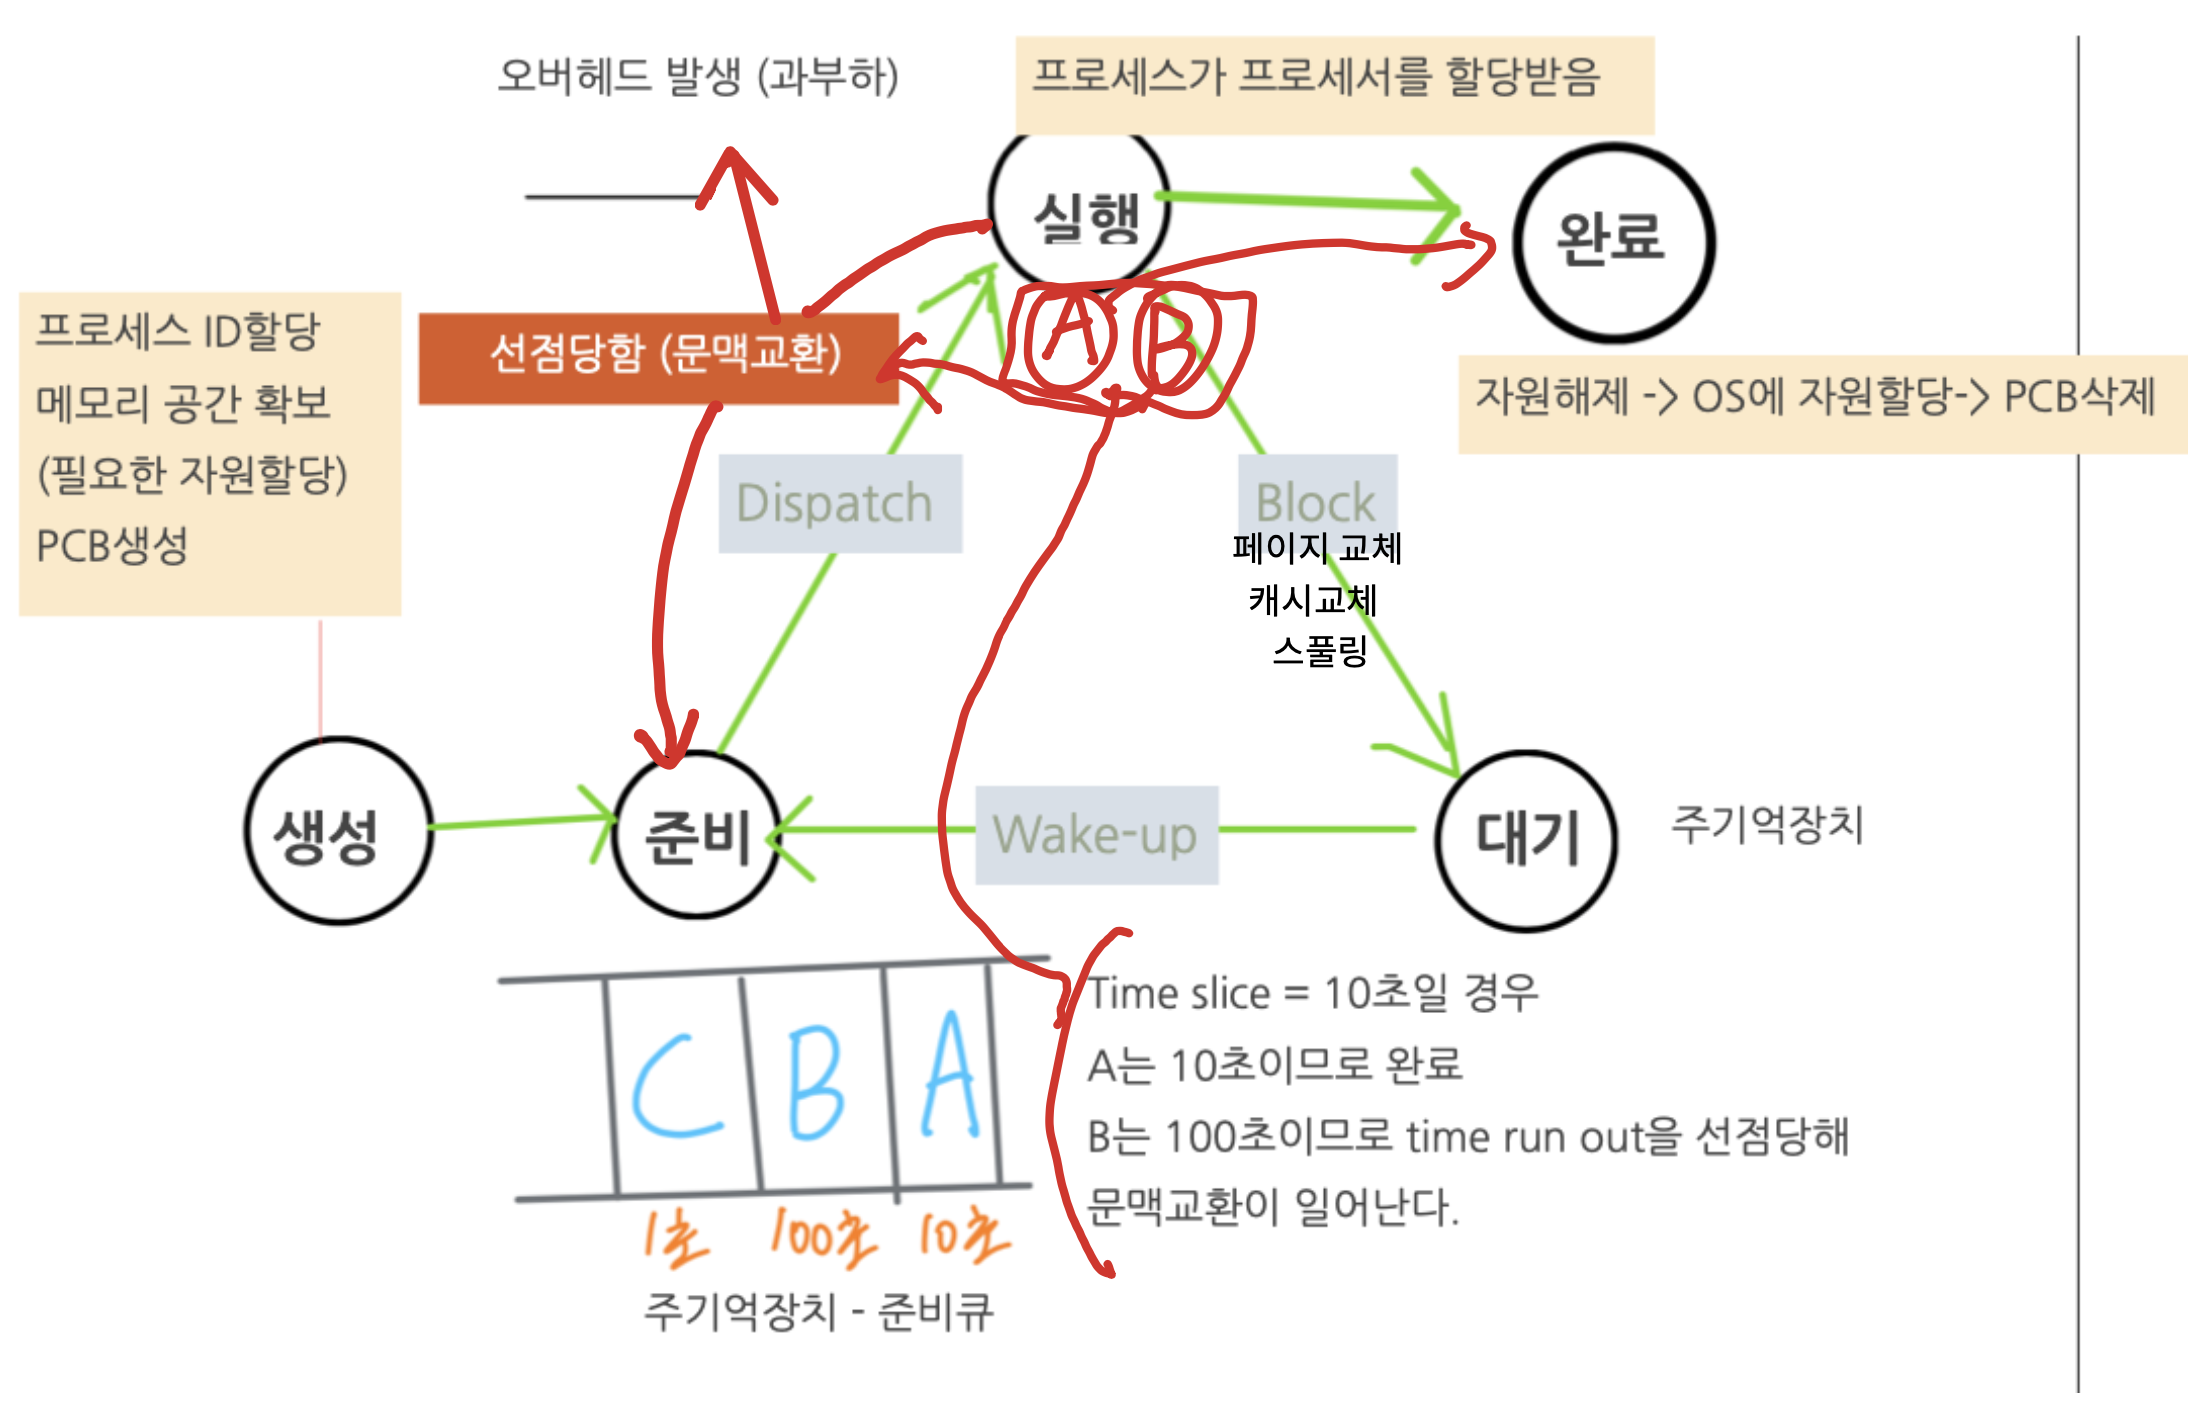 오버헤드 발생 (과부하)
프로세스가 프로세서를 할당받음
실행
완료
프로세스 ID할당
메모리 공간 확보
(필요한 자원할당)
PCB생성
선점당함 (문맥교환)
A B
자원해제 -> OS에 자원할당-> PCB삭제
Dispatch
Block
페이지 교체
캐시교체
스풀링
생성
준비
Wake-up
대기
주기억장치
C B A
1초 100초 10초
주기억장치 - 준비큐
Time slice = 10초일 경우
A는 10초이므로 완료
B는 100초이므로 time run out을 선점당해
문맥교환이 일어난다.